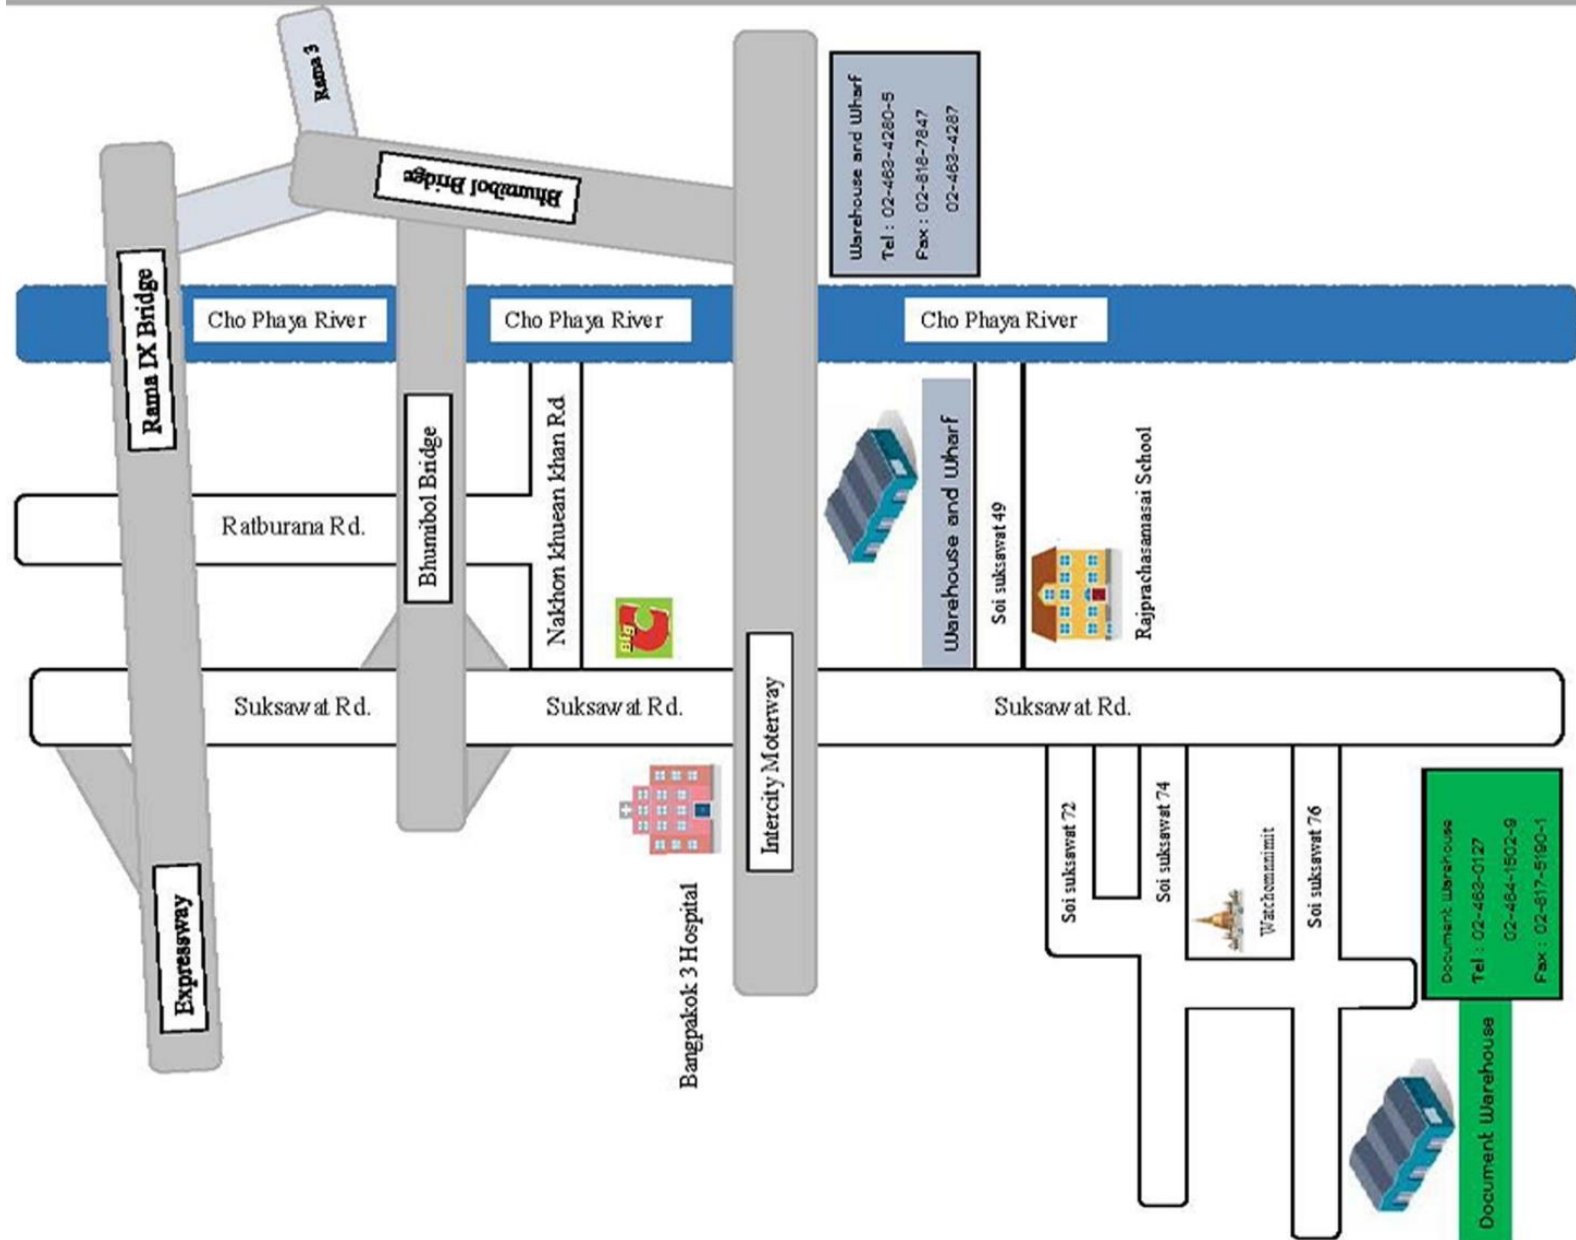 Rama 3
Bhumibol Bridge
Rama IX Bridge
Warehouse and Wharf
Tel : 02-463-4280-5
Fax : 02-818-7847
02-463-4287
Cho Phaya River
Cho Phaya River
Cho Phaya River
Ratburana Rd.
Bhumibol Bridge
Nakhon khuean khan Rd
Big C
Warehouse and Wharf
Soi suksawat 49
Rajprachasamasai School
Suksawat Rd.
Suksawat Rd.
Suksawat Rd.
Intercity Moterway
Expressway
Bangpakok 3 Hospital
Soi suksawat 72
Soi suksawat 74
Watchomnimit
Soi suksawat 76
Document Warehouse
Tel : 02-463-0127
02-464-1502-9
Fax : 02-817-5190-1
Document Warehouse